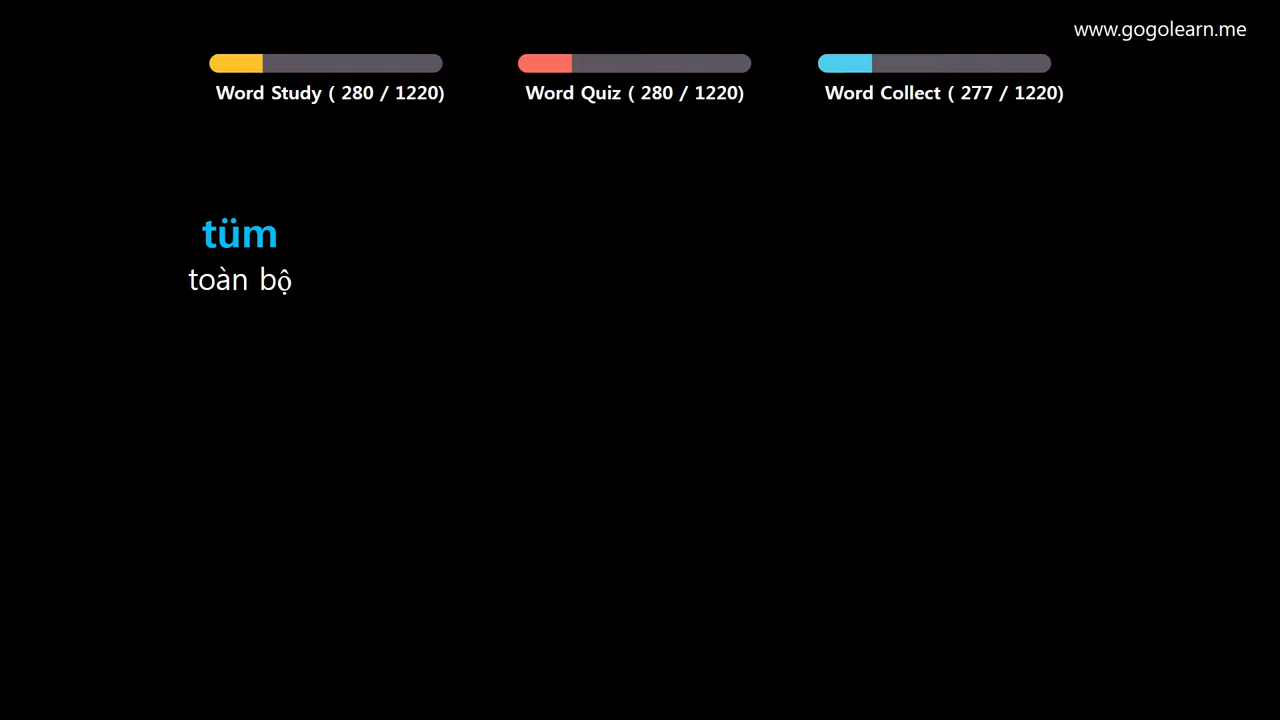 www.gogolearn.me
Word Study ( 280 / 1220)
Word Quiz ( 280 / 1220)
Word Collect ( 277 / 1220)
tüm
toàn bộ